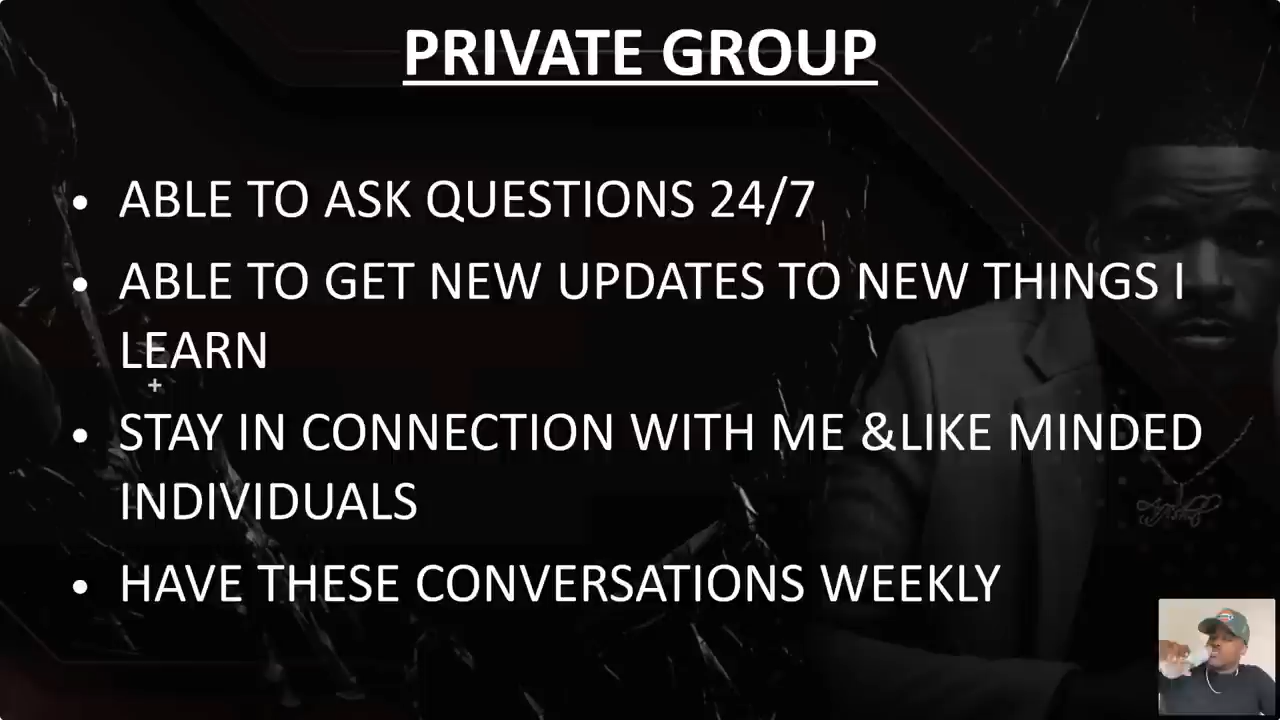 PRIVATE GROUP
• ABLE TO ASK QUESTIONS 24/7
• ABLE TO GET NEW UPDATES TO NEW THINGS I
LEARN
• STAY IN CONNECTION WITH ME &LIKE MINDED
INDIVIDUALS
• HAVE THESE CONVERSATIONS WEEKLY